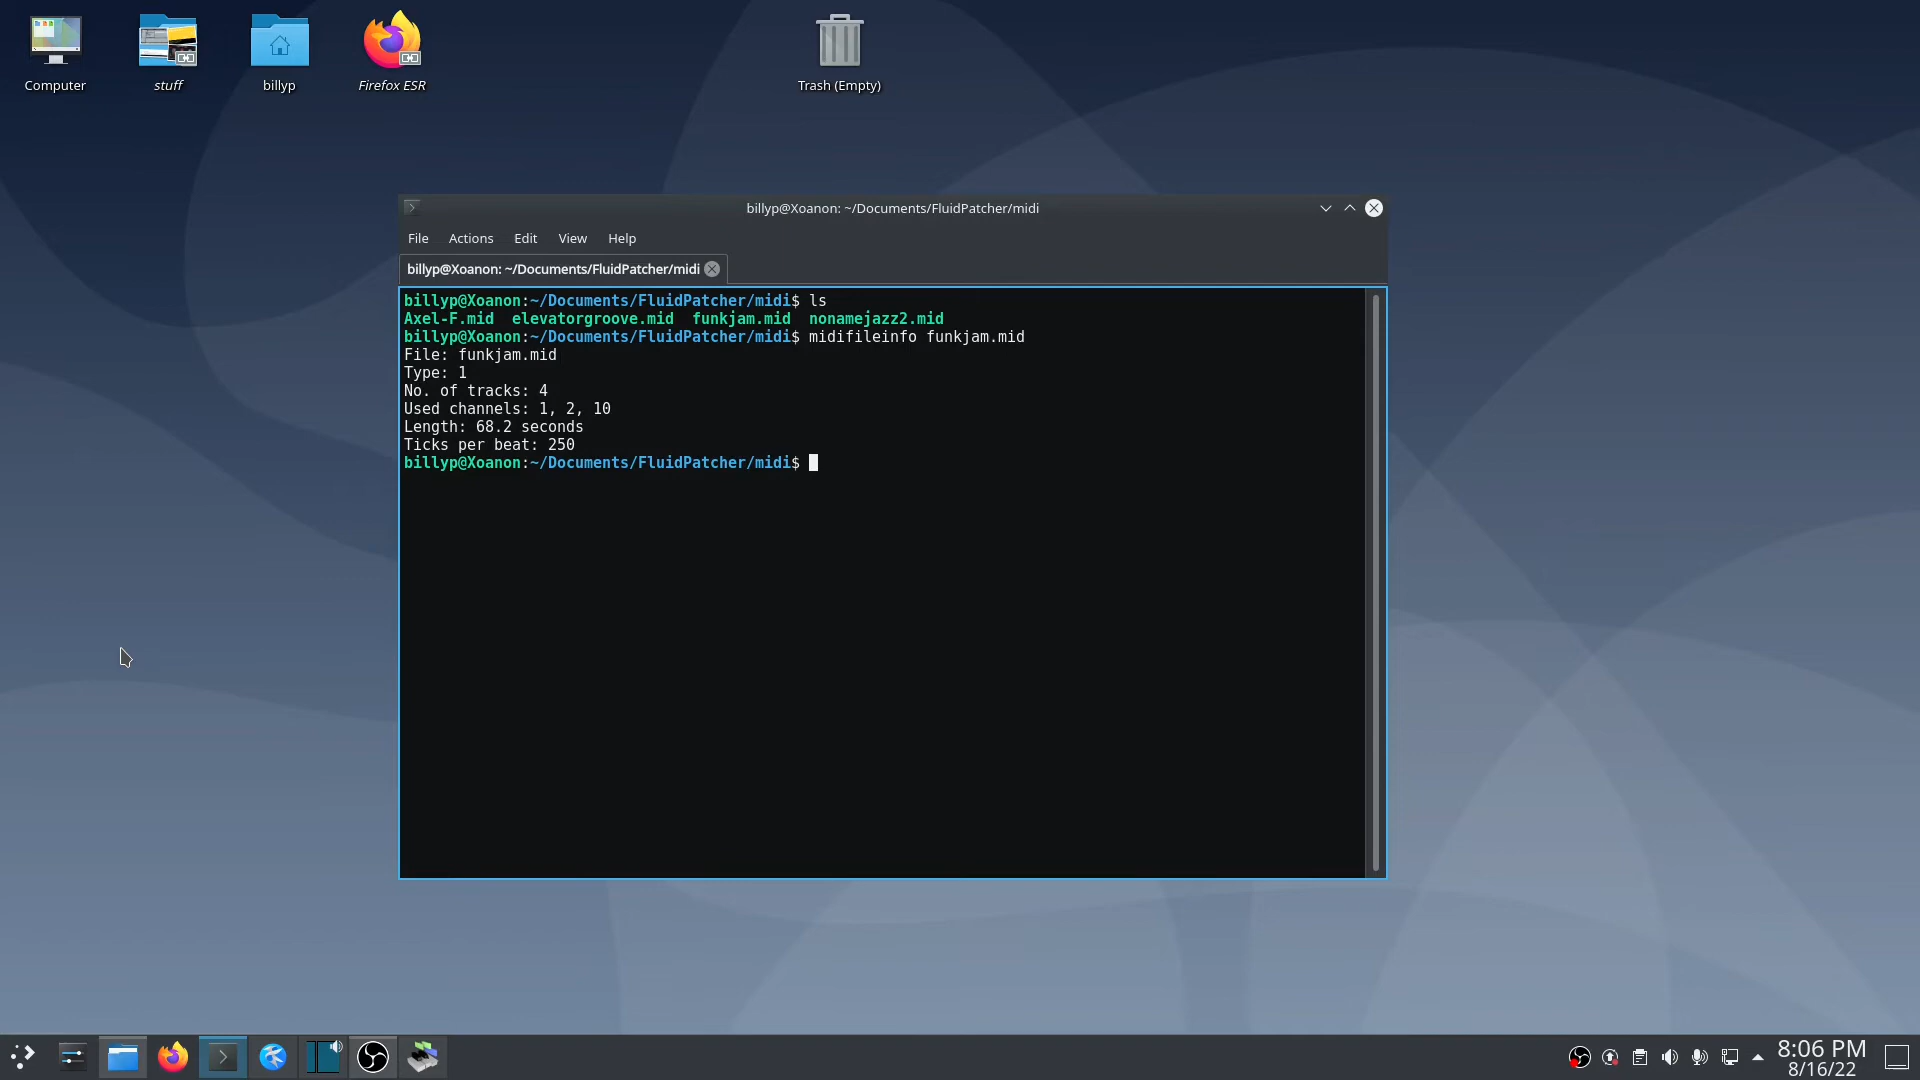 Computer
stuff
billyp
Firefox ESR
Trash (Empty)
billyp@Xoanon: ~/Documents/FluidPatcher/midi
File Actions Edit View Help
billyp@Xoanon: ~/Documents/FluidPatcher/midi
billyp@Xoanon:~/Documents/FluidPatcher/midi$ ls
Axel-F.mid elevatorgroove.mid funkjam.mid nonamejazz2.mid
billyp@Xoanon:~/Documents/FluidPatcher/midi$ midifileinfo funkjam.mid
File: funkjam.mid
Type: 1
No. of tracks: 4
Used channels: 1, 2, 10
Length: 68.2 seconds
Ticks per beat: 250
billyp@Xoanon:~/Documents/FluidPatcher/midi$
8:06 PM
8/16/22